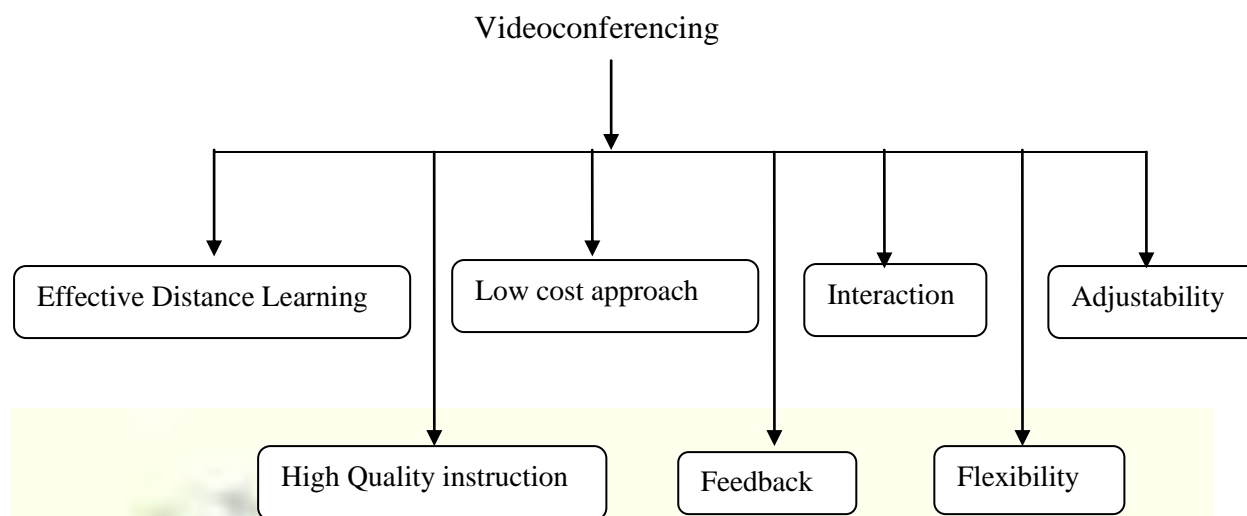 Videoconferencing
Effective Distance Learning
Low cost approach
Interaction
Adjustability
High Quality instruction
Feedback
Flexibility